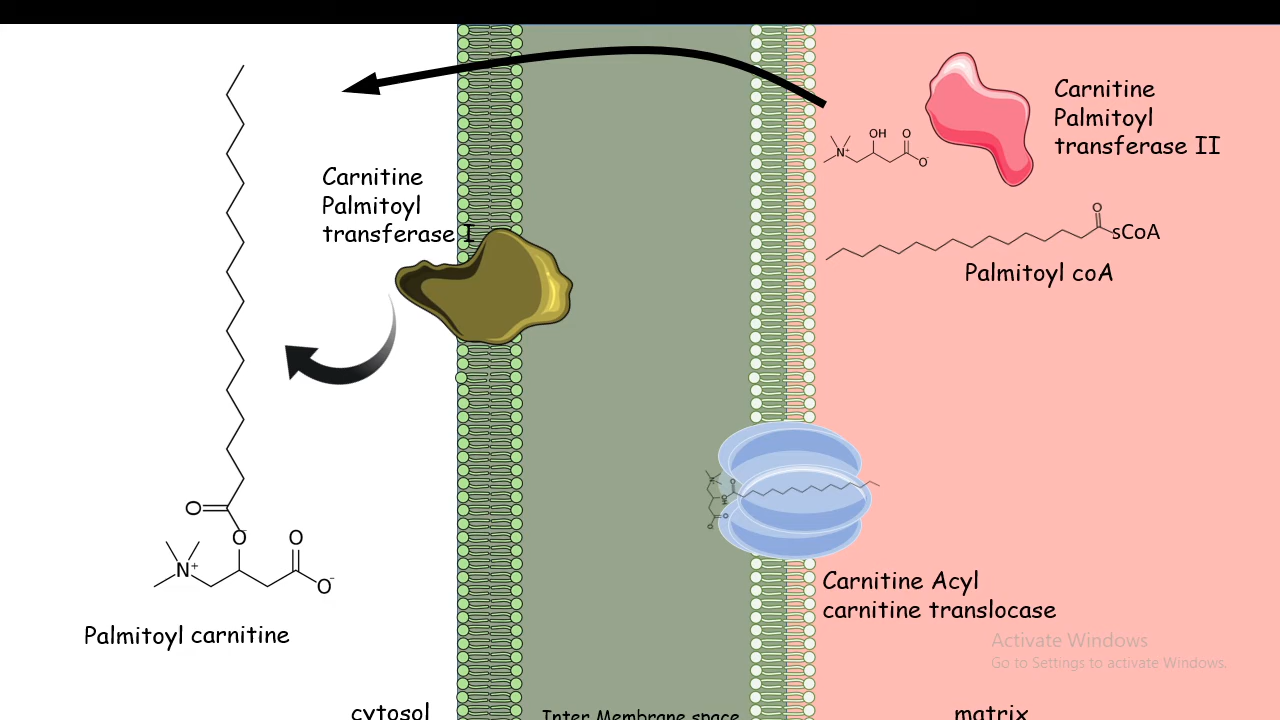 Carnitine
Palmitoyl
transferase II
OH
O
N+
O-
Carnitine
Palmitoyl
transferase I
O
sCoA
Palmitoyl coA
O
O
O
N+
O-
Palmitoyl carnitine
Carnitine Acyl
carnitine translocase
Activate Windows
Go to Settings to activate Windows.
cytosol
Inter Membrane space
matrix